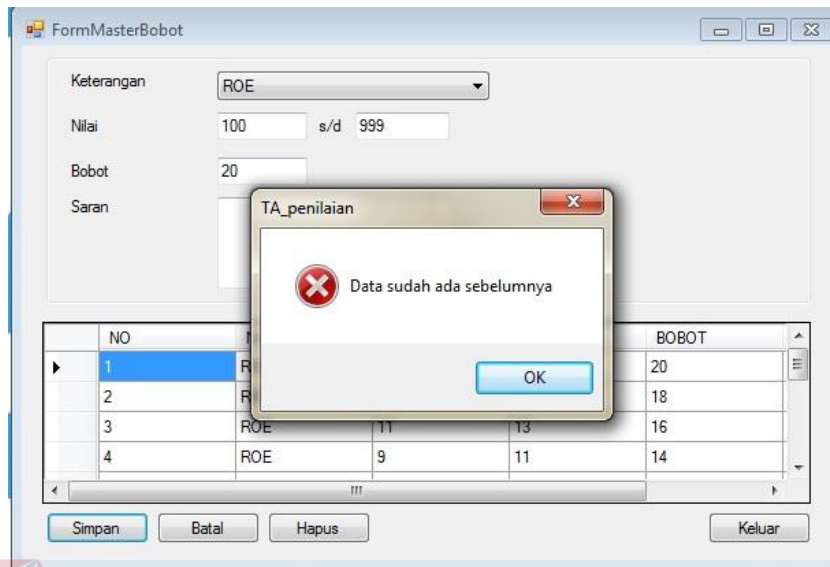 FormMasterBobot
Keterangan ROE
Nilai 100 s/d 999
Bobot 20
Saran
TA_penilaian
Data sudah ada sebelumnya
OK
NO BOBOT
1 20
2 18
3 ROE 11 13 16
4 ROE 9 11 14
Simpan Batal Hapus Keluar